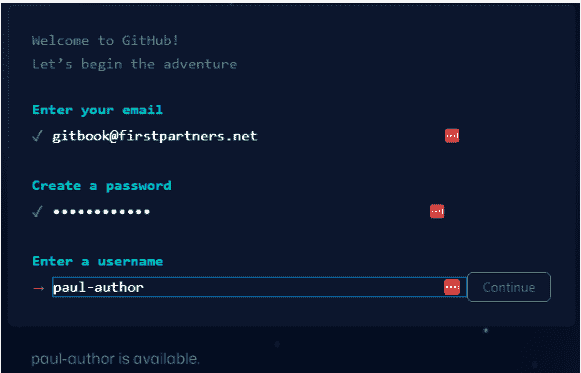 Welcome to GitHub!
Let’s begin the adventure
Enter your email
✓ gitbook@firstpartners.net
Create a password
✓ ••••••••••••
Enter a username
→ paul-author Continue
paul-author is available.